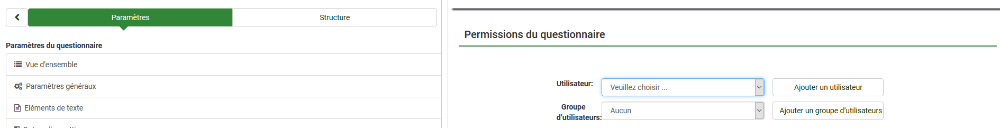 Paramètres
Structure
Paramètres du questionnaire
Vue d'ensemble
Paramètres généraux
Eléments de texte
Permissions du questionnaire
Utilisateur:
Veuillez choisir ...
Ajouter un utilisateur
Groupe
d'utilisateurs:
Aucun
Ajouter un groupe d'utilisateurs